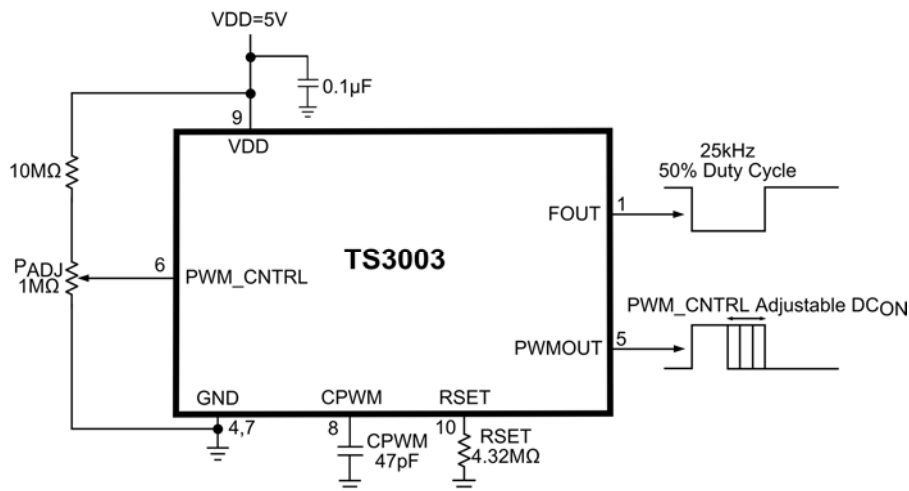 VDD=5V
0.1µF
9
VDD
10MΩ
25kHz
50% Duty Cycle
FOUT
1
TS3003
PADJ
1MΩ
6
PWM_CNTRL
PWM_CNTRL Adjustable DCON
PWMOUT
5
GND
CPWM
RSET
4,7
8
10
CPWM
47pF
RSET
4.32MΩ